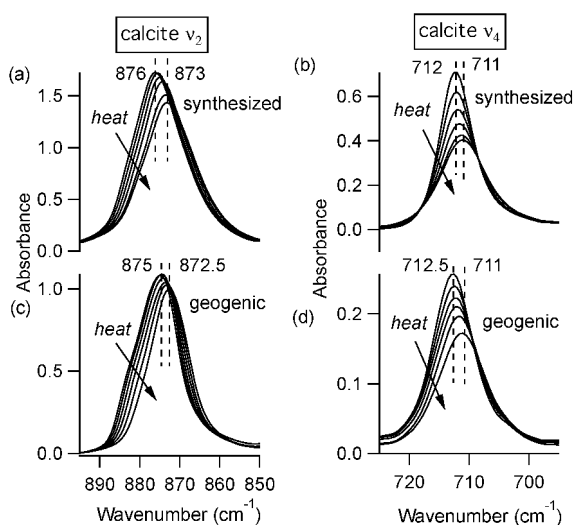 calcite ν₂
calcite ν₄
(a)
876
873
synthesized
heat
1.5
1.0
0.5
0.0
(b)
712
711
synthesized
heat
0.6
0.4
0.2
0.0
Absorbance
Absorbance
(c)
875
872.5
geogenic
heat
1.0
0.5
0.0
890 880 870 860 850
Wavenumber (cm⁻¹)
712.5
711
(d)
geogenic
heat
0.2
0.1
0.0
720 710 700
Wavenumber (cm⁻¹)